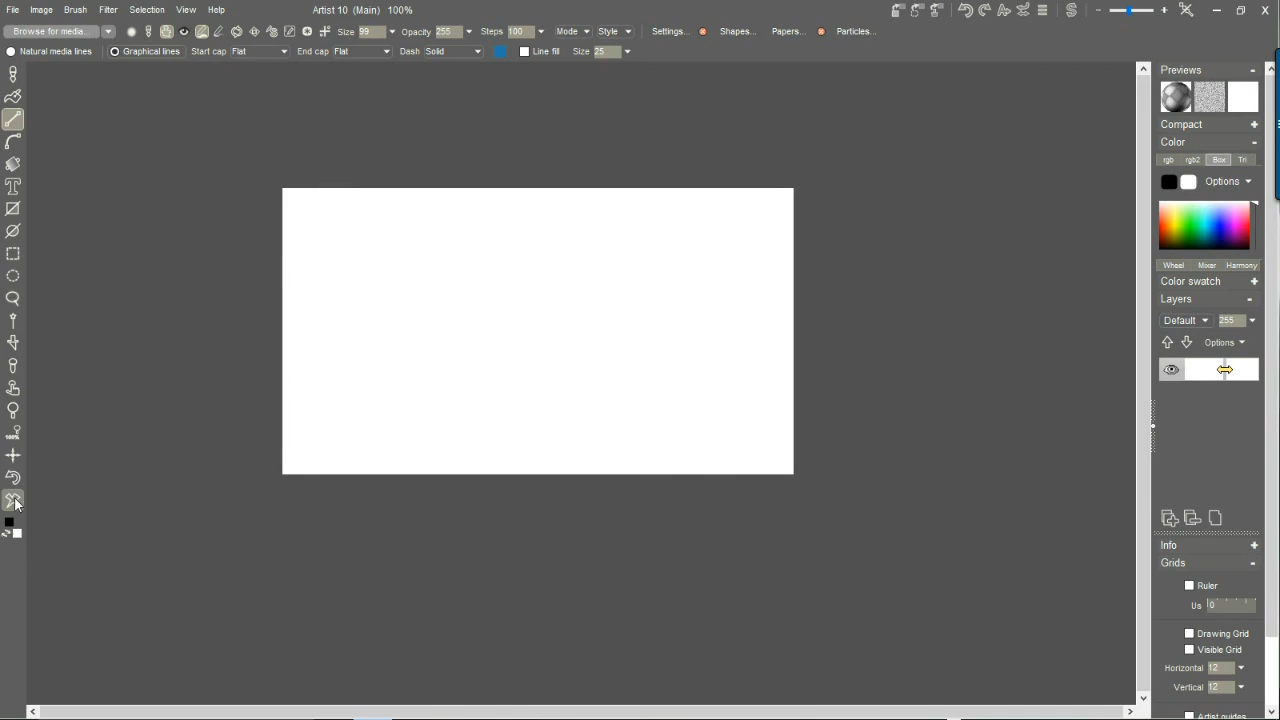 File Image Brush Filter Selection View Help Artist 10 (Main) 100%
Browse for media... Size 99 Opacity 255 Steps 100 Mode Style Settings... Shapes... Papers... Particles...
Natural media lines Graphical lines Start cap Flat End cap Flat Dash Solid Line fill Size 25
Previews
Compact
Color
rgb rgb2 Box Tri
Options
Wheel Mixer Harmony
Color swatch
Layers
Default 255
Options
100%
Info
Grids
Ruler
Us 0
Drawing Grid
Visible Grid
Horizontal 12
Vertical 12
Artist guides